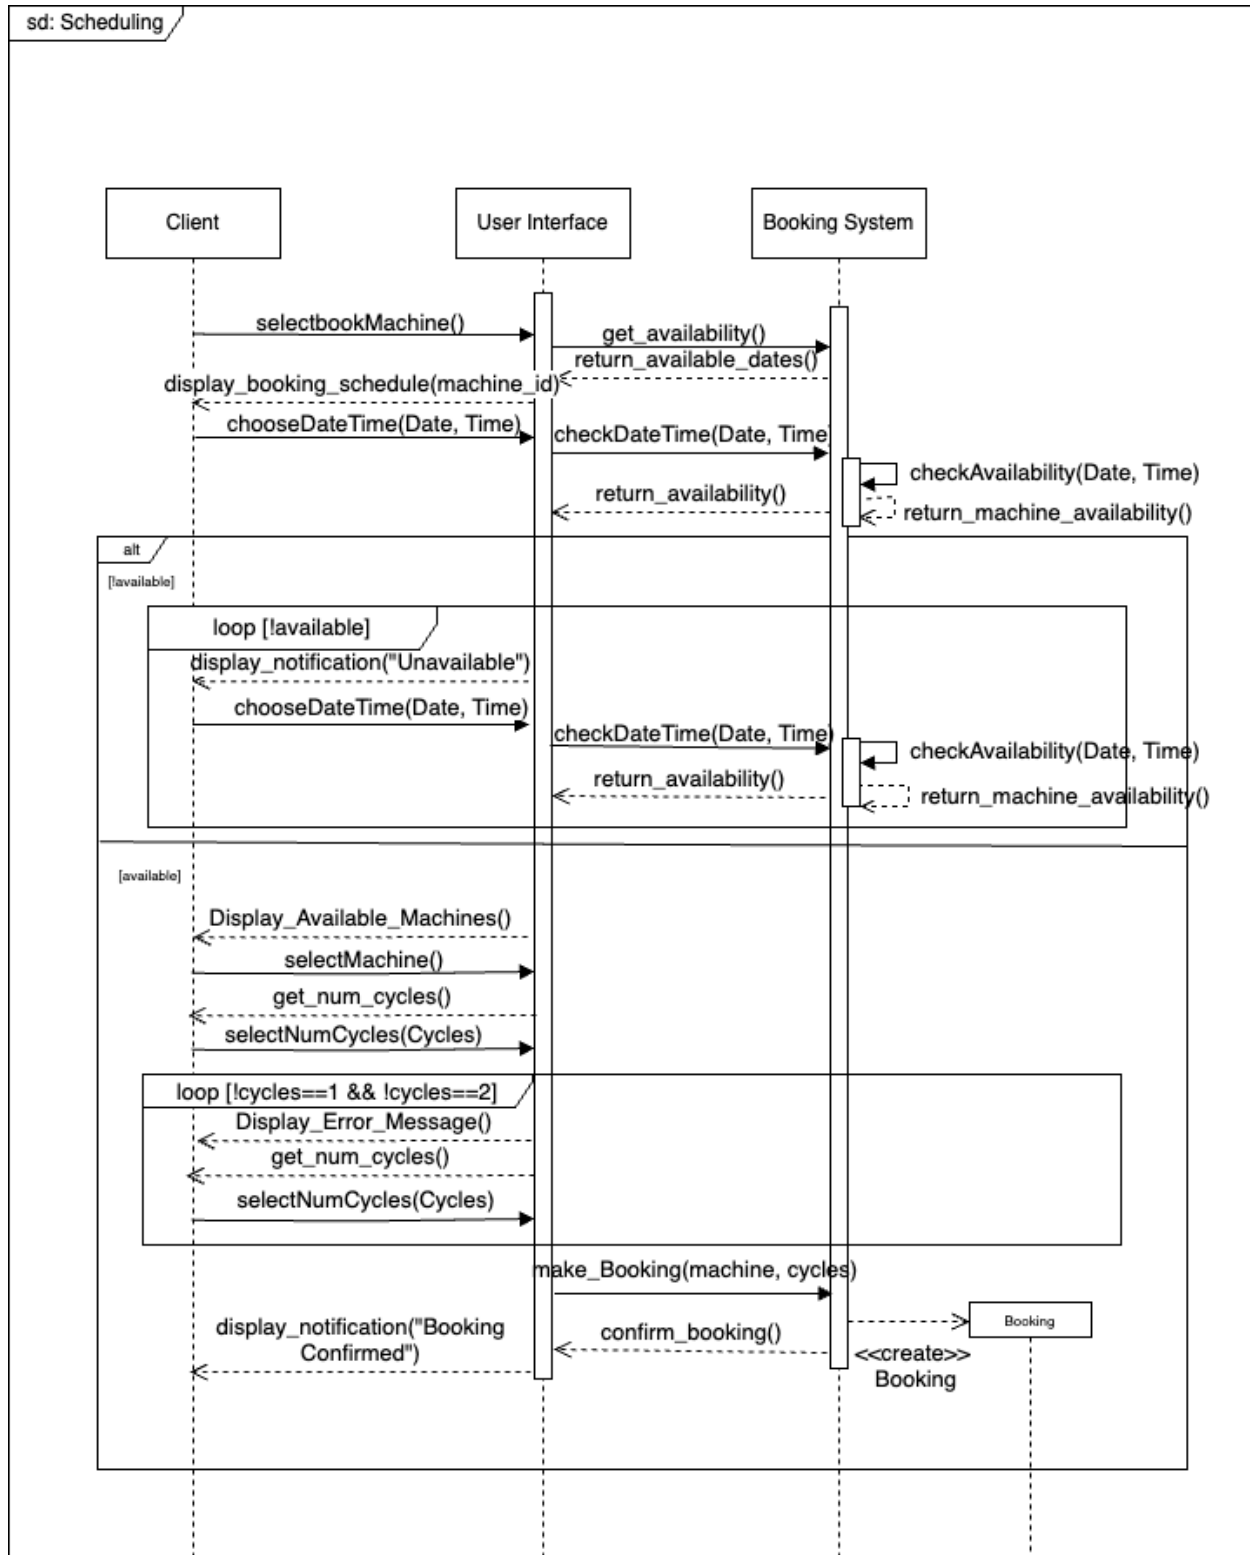 sd: Scheduling
Client
User Interface
Booking System
selectbookMachine()
get_availability()
return_available_dates()
display_booking_schedule(machine_id)
chooseDateTime(Date, Time)
checkDateTime(Date, Time)
checkAvailability(Date, Time)
return_availability()
return_machine_availability()
alt
[!available]
loop [!available]
display_notification("Unavailable")
chooseDateTime(Date, Time)
checkDateTime(Date, Time)
checkAvailability(Date, Time)
return_availability()
return_machine_availability()
[available]
Display_Available_Machines()
selectMachine()
get_num_cycles()
selectNumCycles(Cycles)
loop [!cycles==1 && !cycles==2]
Display_Error_Message()
get_num_cycles()
selectNumCycles(Cycles)
make_Booking(machine, cycles)
Booking
display_notification("Booking
Confirmed")
confirm_booking()
<<create>>
Booking